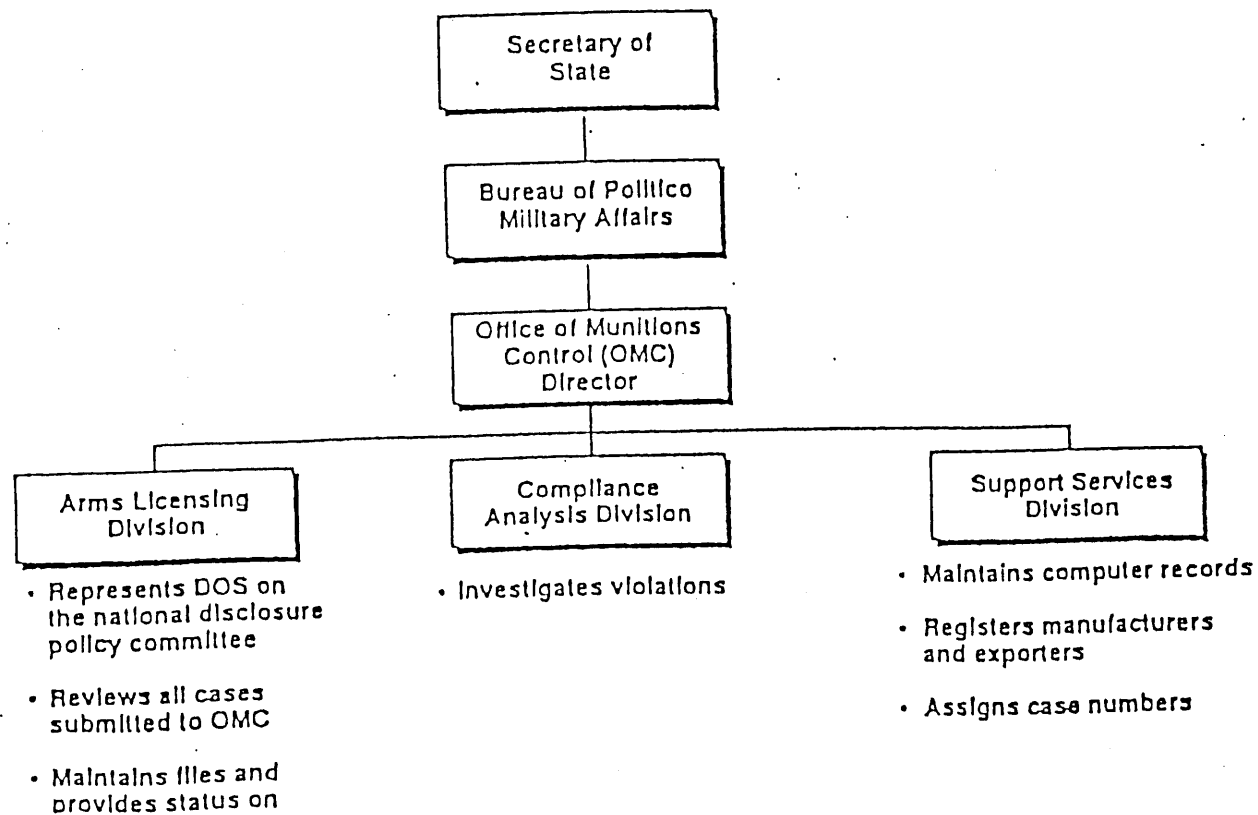 Secretary of
State
Bureau of Politico
Military Affairs
Office of Munitions
Control (OMC)
Director
Arms Licensing
Division
• Represents DOS on
the national disclosure
policy committee
• Reviews all cases
submitted to OMC
• Maintains files and
provides status on
Compliance
Analysis Division
• Investigates violations
Support Services
Division
• Maintains computer records
• Registers manufacturers
and exporters
• Assigns case numbers